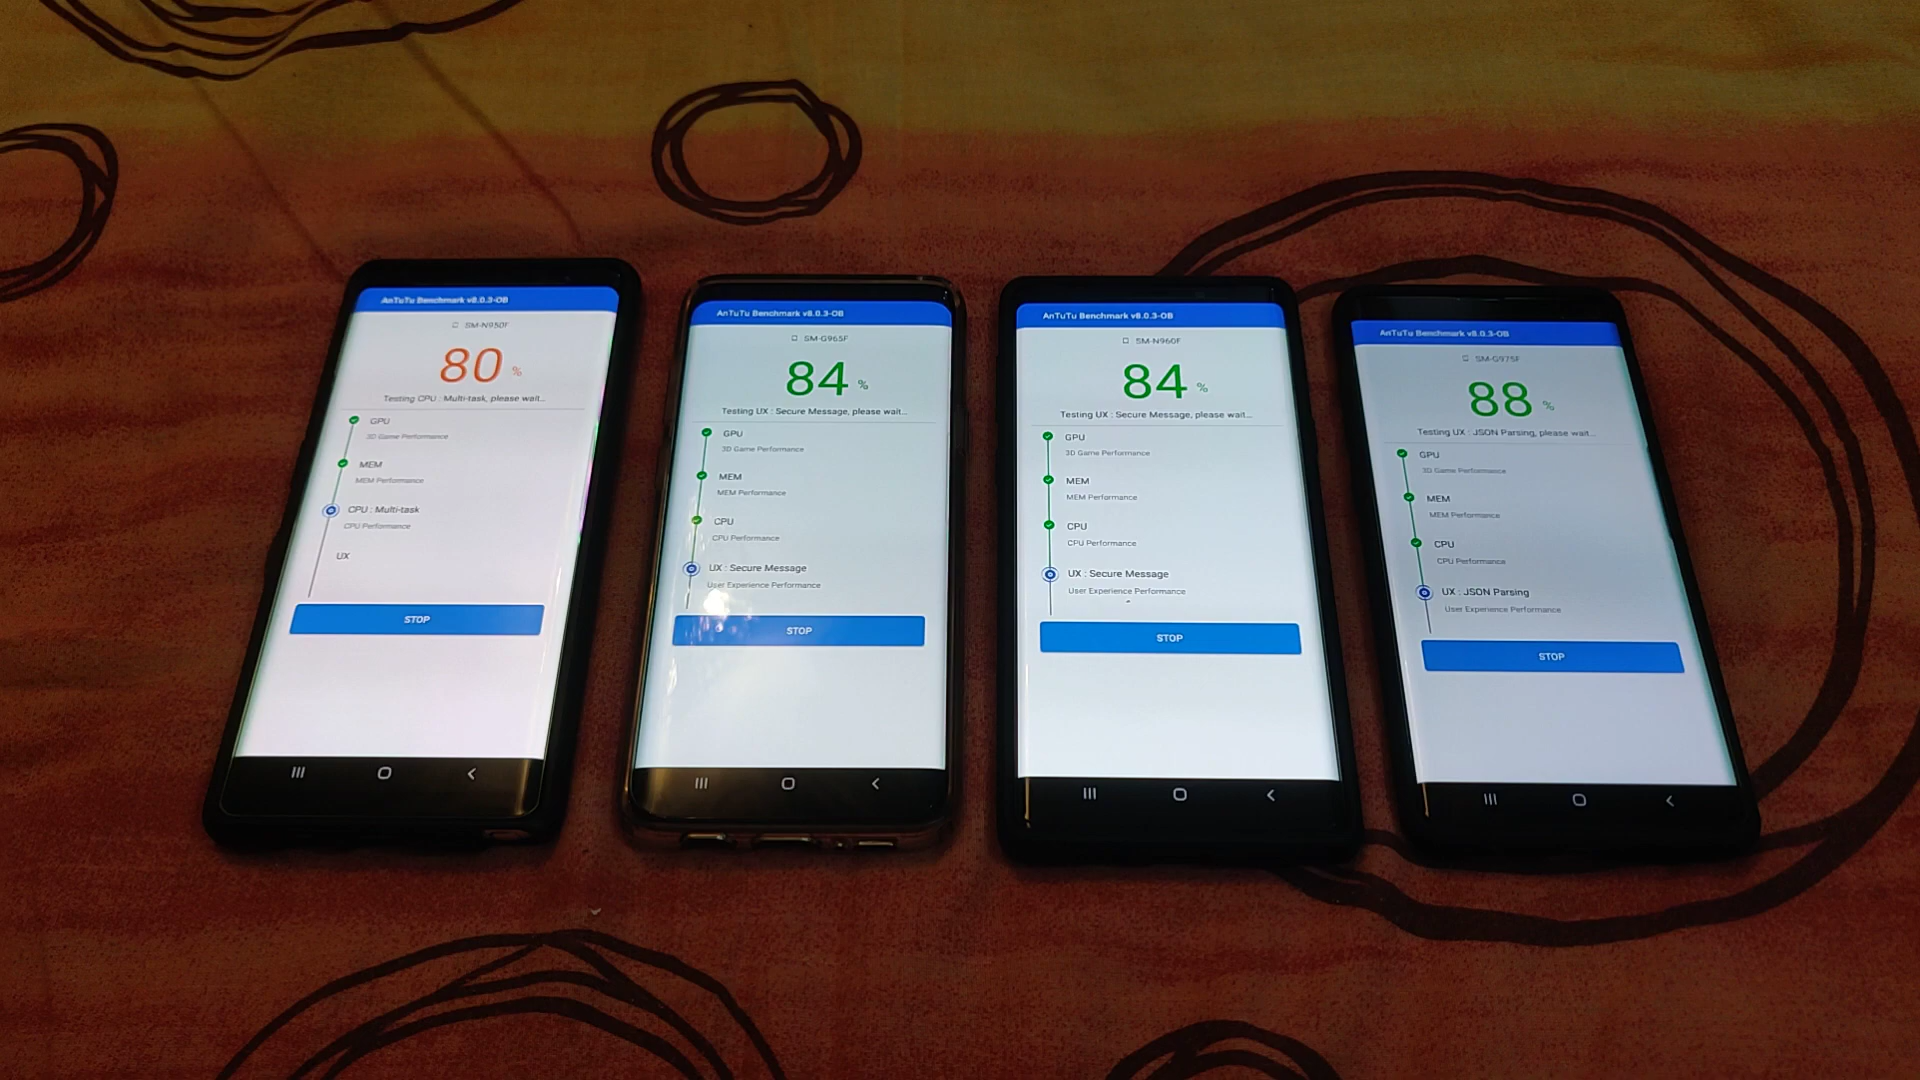 AnTuTu Benchmark v8.0.3-OB
SM-N950F
80 %
Testing CPU : Multi-task, please wait...
GPU
3D Game Performance
MEM
MEM Performance
CPU : Multi-task
CPU Performance
UX
STOP
AnTuTu Benchmark v8.0.3-OB
SM-G965F
84 %
Testing UX : Secure Message, please wait...
GPU
3D Game Performance
MEM
MEM Performance
CPU
CPU Performance
UX : Secure Message
User Experience Performance
STOP
AnTuTu Benchmark v8.0.3-OB
SM-N960F
84 %
Testing UX : Secure Message, please wait...
GPU
3D Game Performance
MEM
MEM Performance
CPU
CPU Performance
UX : Secure Message
User Experience Performance
STOP
AnTuTu Benchmark v8.0.3-OB
SM-G975F
88 %
Testing UX : JSON Parsing, please wait...
GPU
3D Game Performance
MEM
MEM Performance
CPU
CPU Performance
UX : JSON Parsing
User Experience Performance
STOP